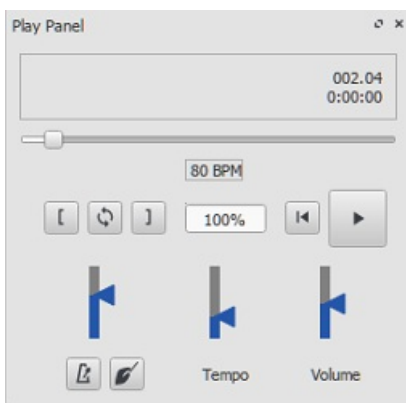 Play Panel
002.04
0:00:00
80 BPM
[ ] 100%
Tempo Volume